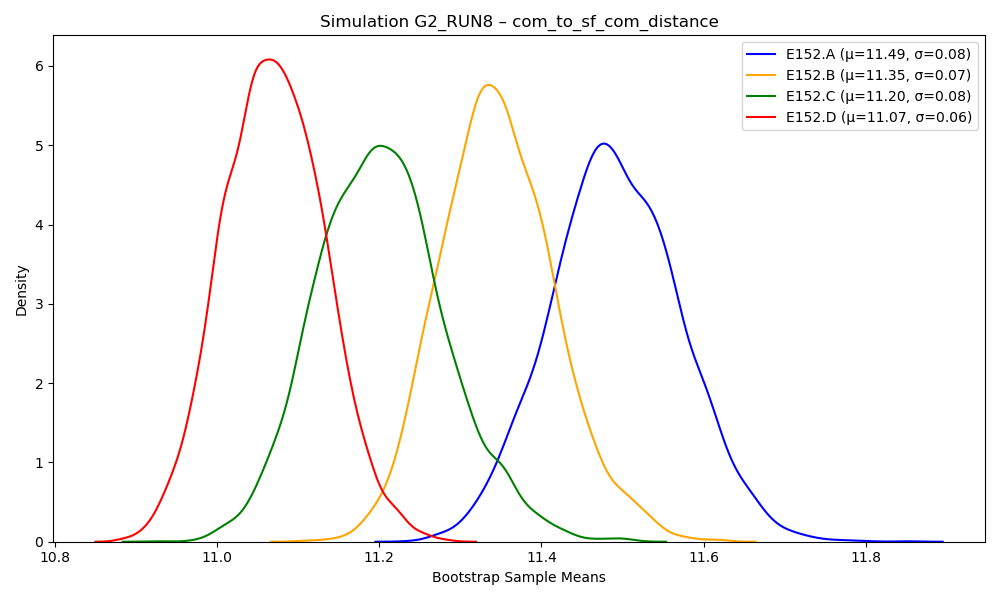 Simulation G2_RUN8 – com_to_sf_com_distance
E152.A (μ=11.49, σ=0.08)
E152.B (μ=11.35, σ=0.07)
E152.C (μ=11.20, σ=0.08)
E152.D (μ=11.07, σ=0.06)
Density
6
5
4
3
2
1
0
10.8 11.0 11.2 11.4 11.6 11.8
Bootstrap Sample Means